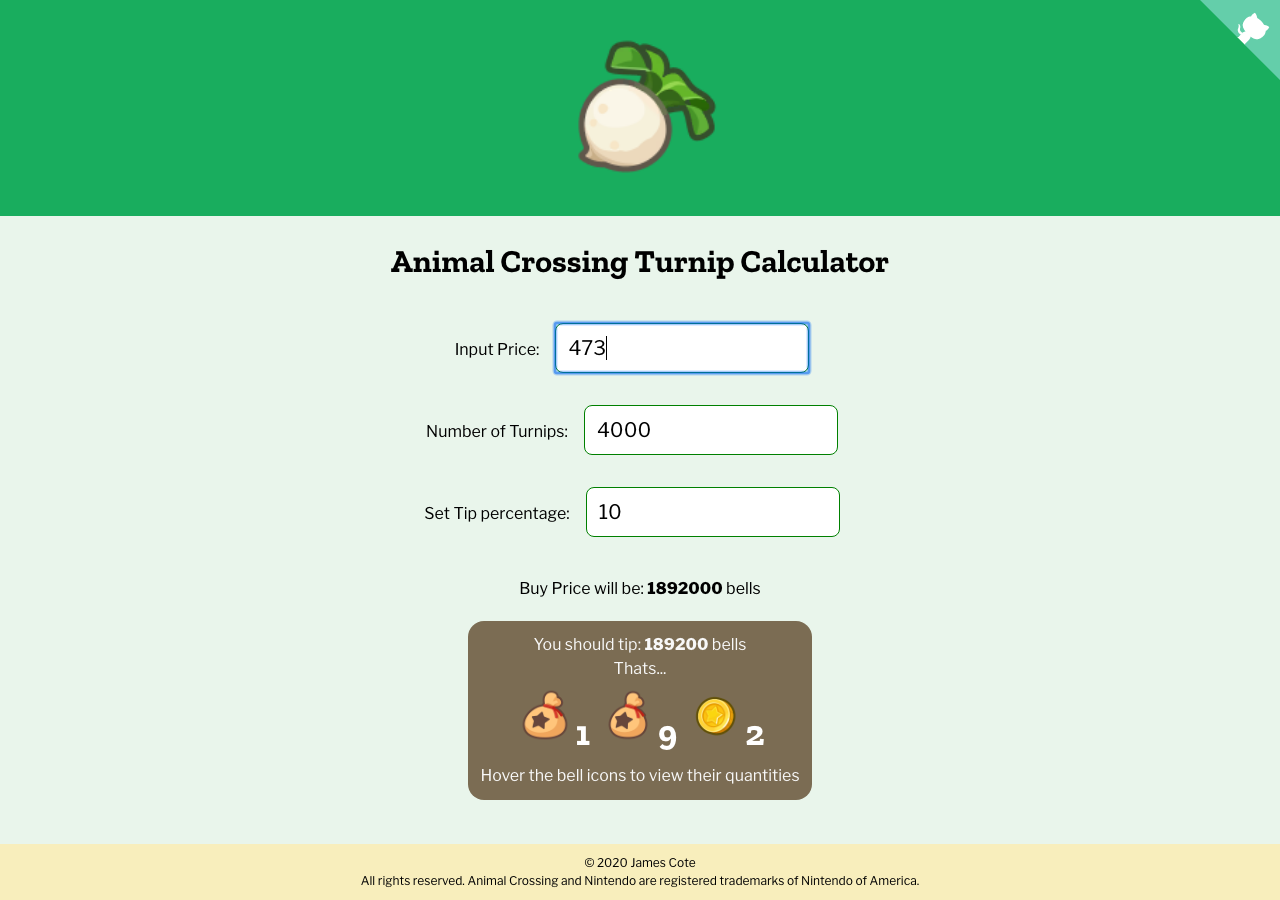 Animal Crossing Turnip Calculator
Input Price: 473
Number of Turnips: 4000
Set Tip percentage: 10
Buy Price will be: 1892000 bells
You should tip: 189200 bells
Thats...
1 9 2
Hover the bell icons to view their quantities
© 2020 James Cote
All rights reserved. Animal Crossing and Nintendo are registered trademarks of Nintendo of America.